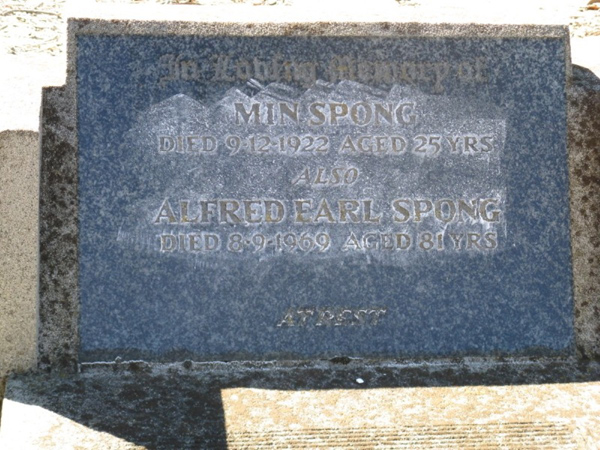 In Loving Memory of
MIN SPONG
DIED 9-12-1922 AGED 25 YRS
ALSO
ALFRED EARL SPONG
DIED 8-9-1969 AGED 81 YRS
AT REST